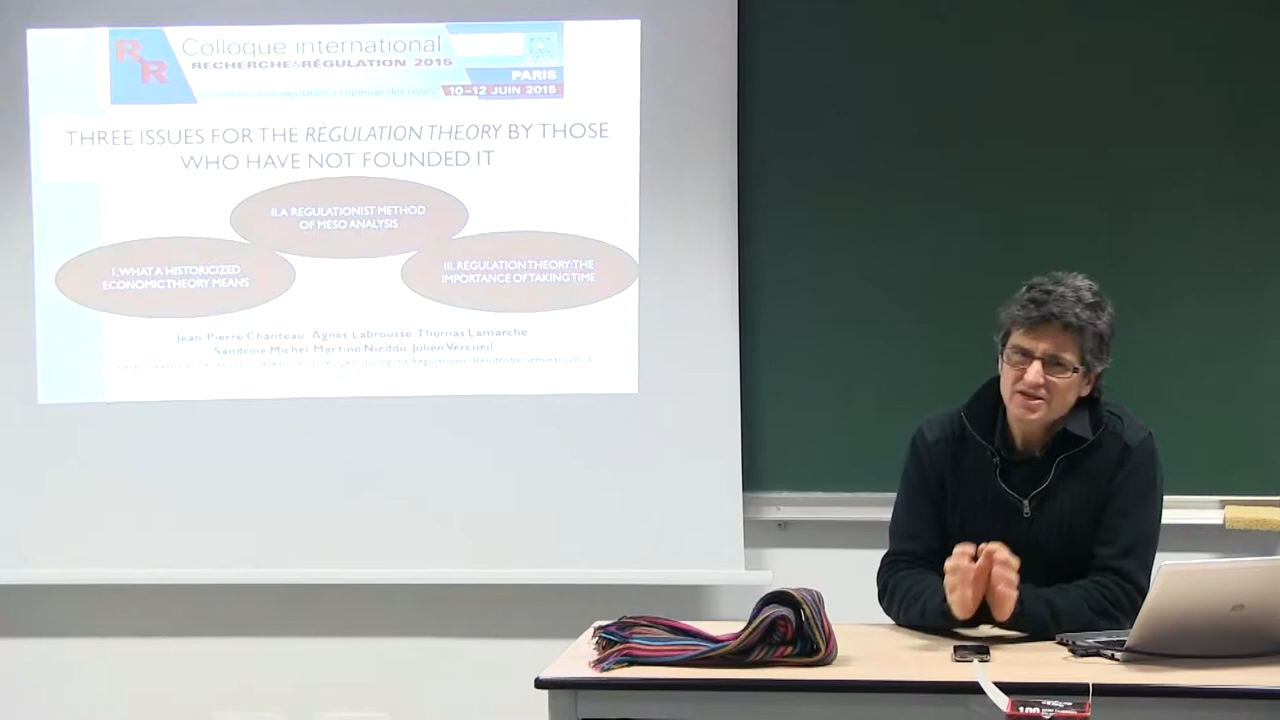 RR
Colloque international
RECHERCHE&RÉGULATION 2015
PARIS
10-12 JUIN 2015
THREE ISSUES FOR THE RÉGULATION THEORY BY THOSE
WHO HAVE NOT FOUNDED IT
II. A REGULATIONIST METHOD
OF MESO ANALYSIS
I. WHAT A HISTORICIZED
ECONOMIC THEORY MEANS
III. RÉGULATION THEORY: THE
IMPORTANCE OF TAKING TIME
Jean Pierre Chanteau Agnès Labrousse Thomas Lamarche
Sandrine Michel Martino Nieddu Julien Vercueil
100